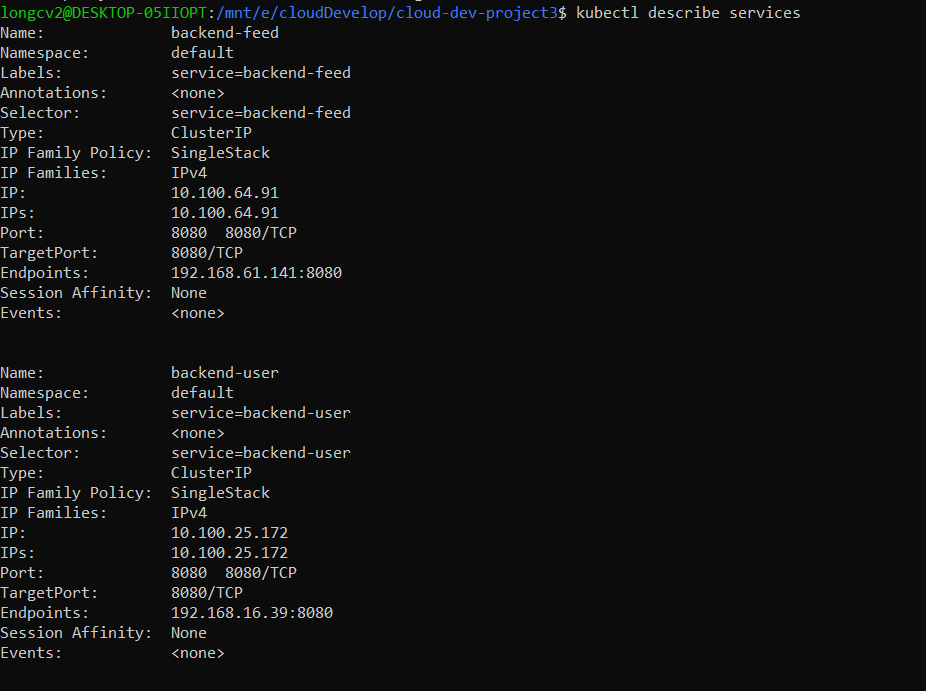 longcv2@DESKTOP-05IIOPT:/mnt/e/cloudDevelop/cloud-dev-project3$ kubectl describe services
Name:              backend-feed
Namespace:         default
Labels:            service=backend-feed
Annotations:       <none>
Selector:          service=backend-feed
Type:              ClusterIP
IP Family Policy:  SingleStack
IP Families:       IPv4
IP:                10.100.64.91
IPs:               10.100.64.91
Port:              8080  8080/TCP
TargetPort:        8080/TCP
Endpoints:         192.168.61.141:8080
Session Affinity:  None
Events:            <none>
Name:              backend-user
Namespace:         default
Labels:            service=backend-user
Annotations:       <none>
Selector:          service=backend-user
Type:              ClusterIP
IP Family Policy:  SingleStack
IP Families:       IPv4
IP:                10.100.25.172
IPs:               10.100.25.172
Port:              8080  8080/TCP
TargetPort:        8080/TCP
Endpoints:         192.168.16.39:8080
Session Affinity:  None
Events:            <none>